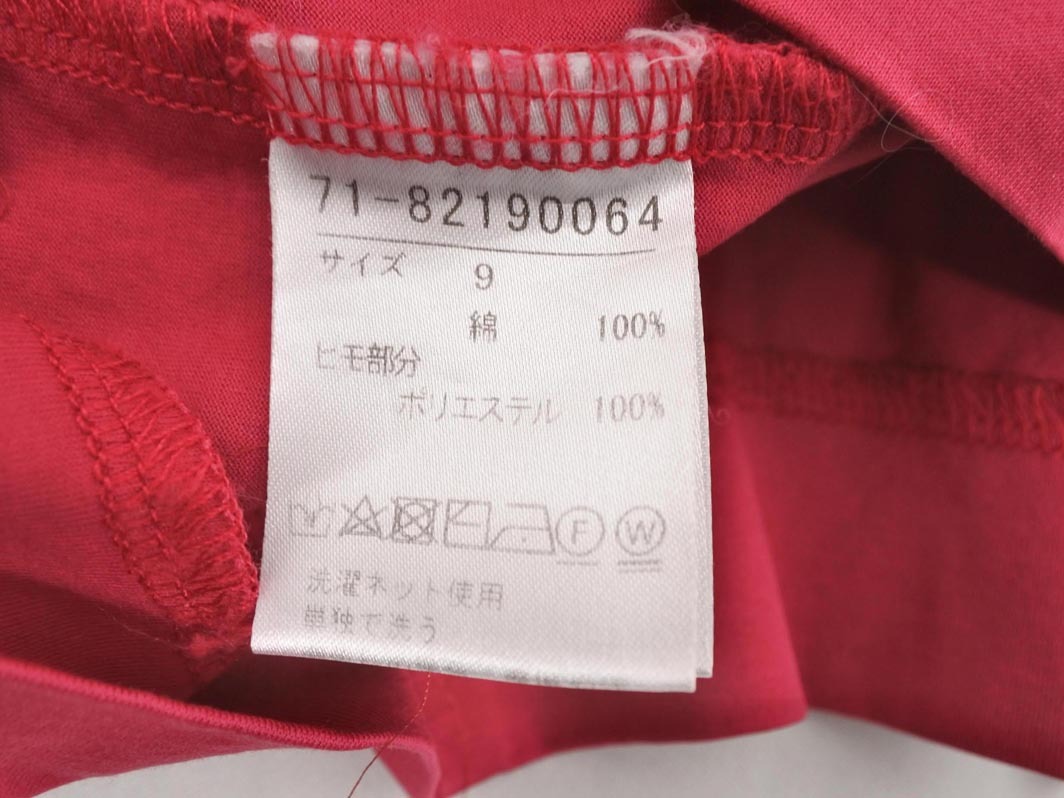 71-82190064
サイズ 9
綿 100%
ヒモ部分
ポリエステル 100%
F W
洗濯ネット使用
単独で洗う